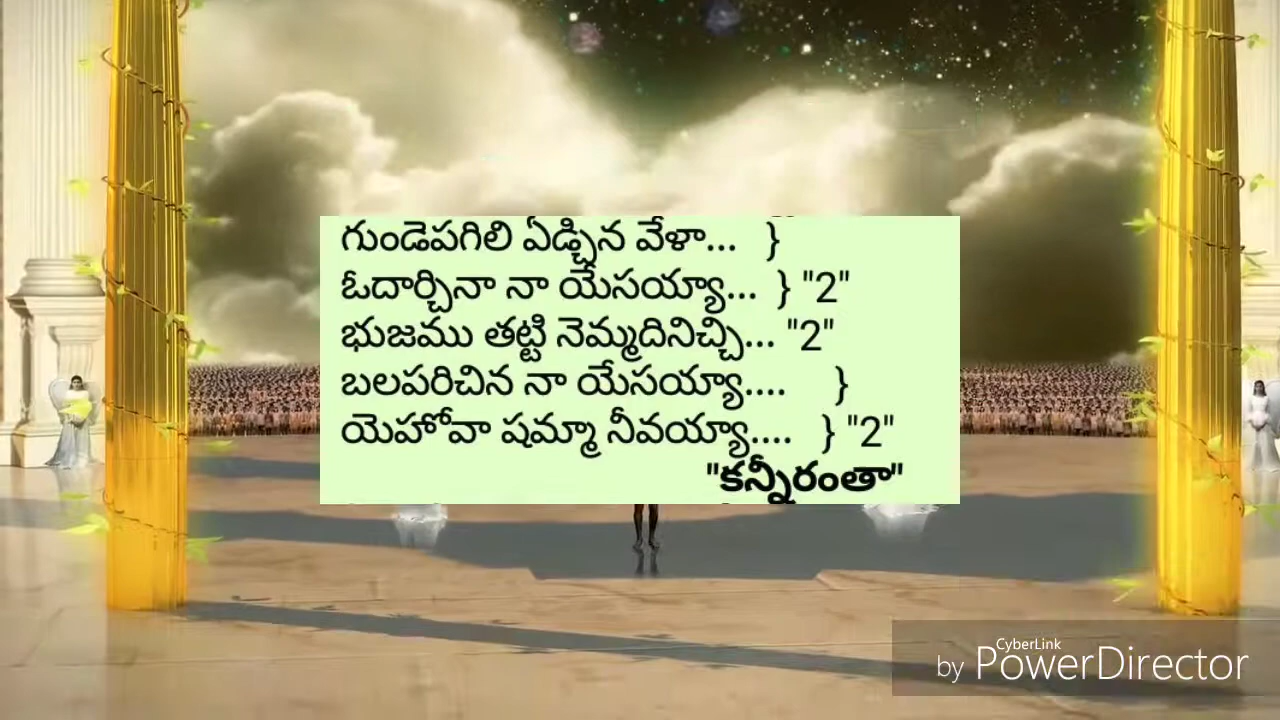 గుండెపగిలి ఏడ్చిన వేళా... }
ఓదార్చినా నా యేసయ్యా... } "2"
భుజము తట్టి నెమ్మదినిచ్చి... "2"
బలపరిచిన నా యేసయ్యా.... }
యెహోవా షమ్మా నీవయ్యా.... } "2"
"కన్నీరంతా"
CyberLink
by PowerDirector